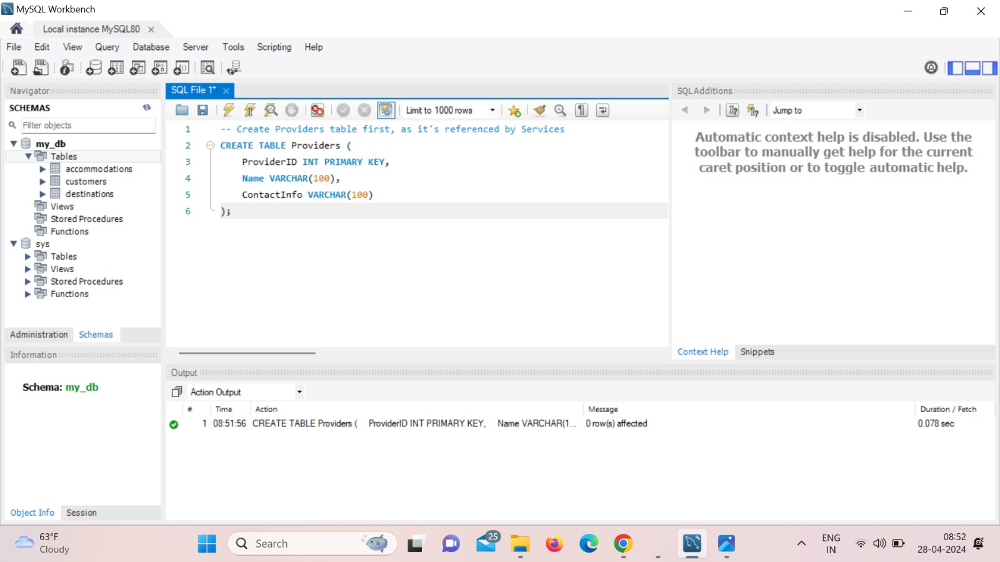 MySQL Workbench
Local instance MySQL80
File Edit View Query Database Server Tools Scripting Help
Navigator
SCHEMAS
Filter objects
my_db
Tables
accommodations
customers
destinations
Views
Stored Procedures
Functions
sys
Tables
Views
Stored Procedures
Functions
Administration Schemas
Information
Schema: my_db
Object Info Session
SQL File 1*
Limit to 1000 rows
1 -- Create Providers table first, as it's referenced by Services
2 CREATE TABLE Providers (
3 ProviderID INT PRIMARY KEY,
4 Name VARCHAR(100),
5 ContactInfo VARCHAR(100)
6 );
SQLAdditions
Jump to
Automatic context help is disabled. Use the
toolbar to manually get help for the current
caret position or to toggle automatic help.
Context Help Snippets
Output
Action Output
# Time Action Message Duration / Fetch
1 08:51:56 CREATE TABLE Providers ( ProviderID INT PRIMARY KEY, Name VARCHAR(1... 0 row(s) affected 0.078 sec
63°F
Cloudy
Search
25
ENG
IN
08:52
28-04-2024